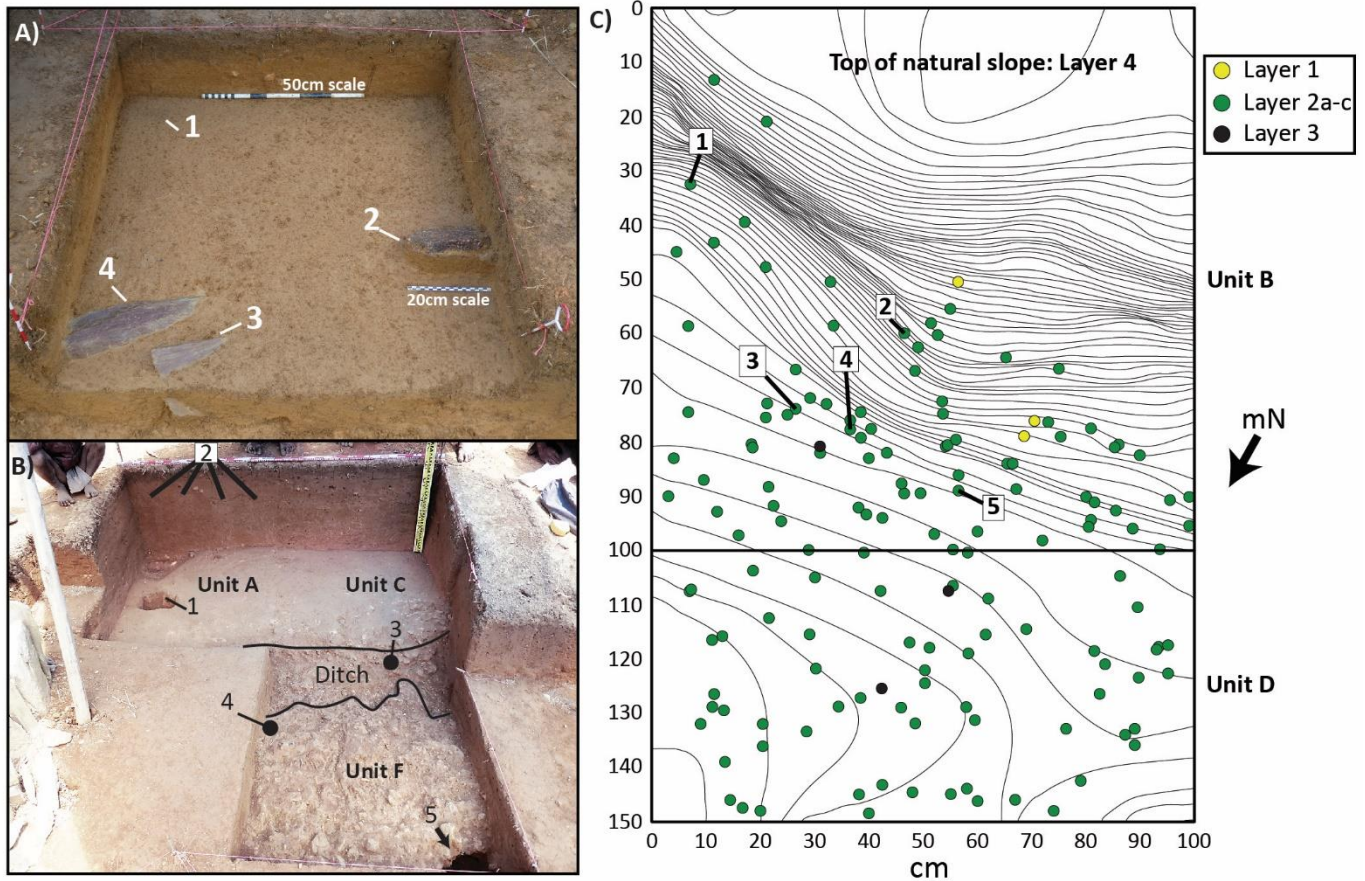 A)
50cm scale
1
2
4
3
20cm scale
B)
2
Unit A
Unit C
1
3
Ditch
4
Unit F
5
C)
0
10
20
30
40
50
60
70
80
90
100
110
120
130
140
150
Top of natural slope: Layer 4
1
2
3
4
5
0 10 20 30 40 50 60 70 80 90 100
cm
Layer 1
Layer 2a-c
Layer 3
Unit B
mN
Unit D